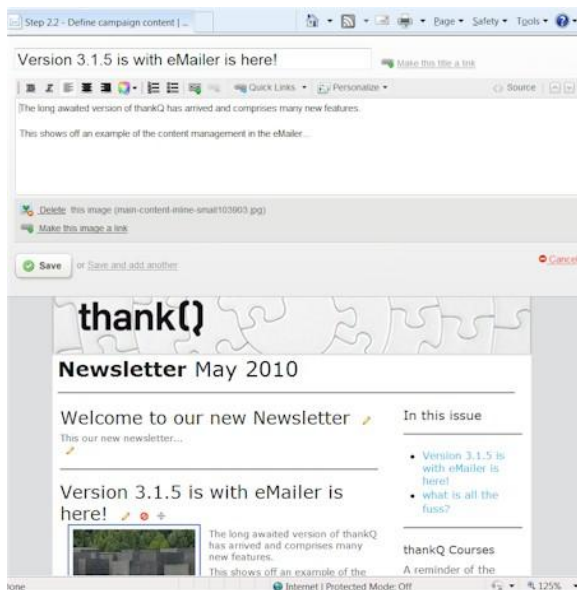 Step 2.2 - Define campaign content | ...
Page Safety Tools
Version 3.1.5 is with eMailer is here!
Make this title a link
B I Quick Links Personalize Source
The long awaited version of thankQ has arrived and comprises many new features.
This shows off an example of the content management in the eMailer...
Delete this image (main-content-mine-small103903.jpg)
Make this image a link
Save or Save and add another
Cancel
thankQ
Newsletter May 2010
Welcome to our new Newsletter
This our new newsletter...
In this issue
Version 3.1.5 is
with eMailer is
here!
what is all the
fuss?
Version 3.1.5 is with eMailer is
here!
The long awaited version of thankQ
has arrived and comprises many
new features.
This shows off an example of the
thankQ Courses
A reminder of the
Done
Internet | Protected Mode: Off
125%